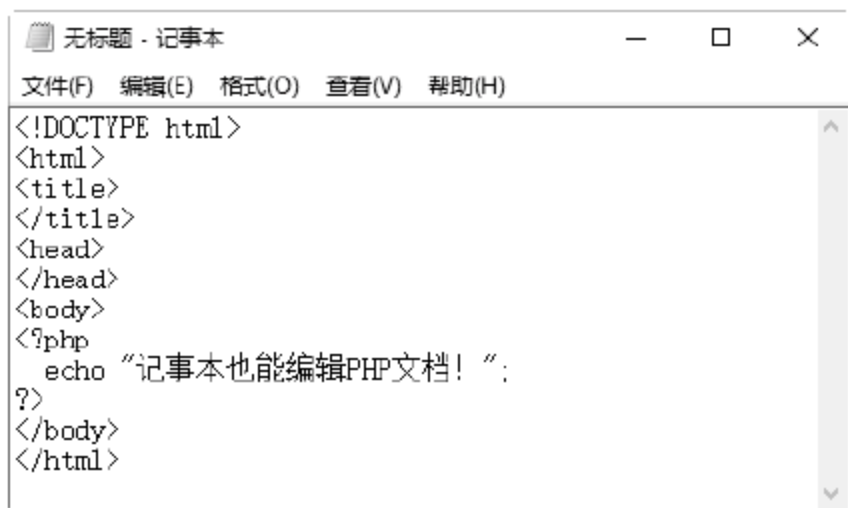 无标题 - 记事本
文件(F) 编辑(E) 格式(O) 查看(V) 帮助(H)
<!DOCTYPE html>
<html>
<title>
</title>
<head>
</head>
<body>
<?php
  echo "记事本也能编辑PHP文档! ";
?>
</body>
</html>